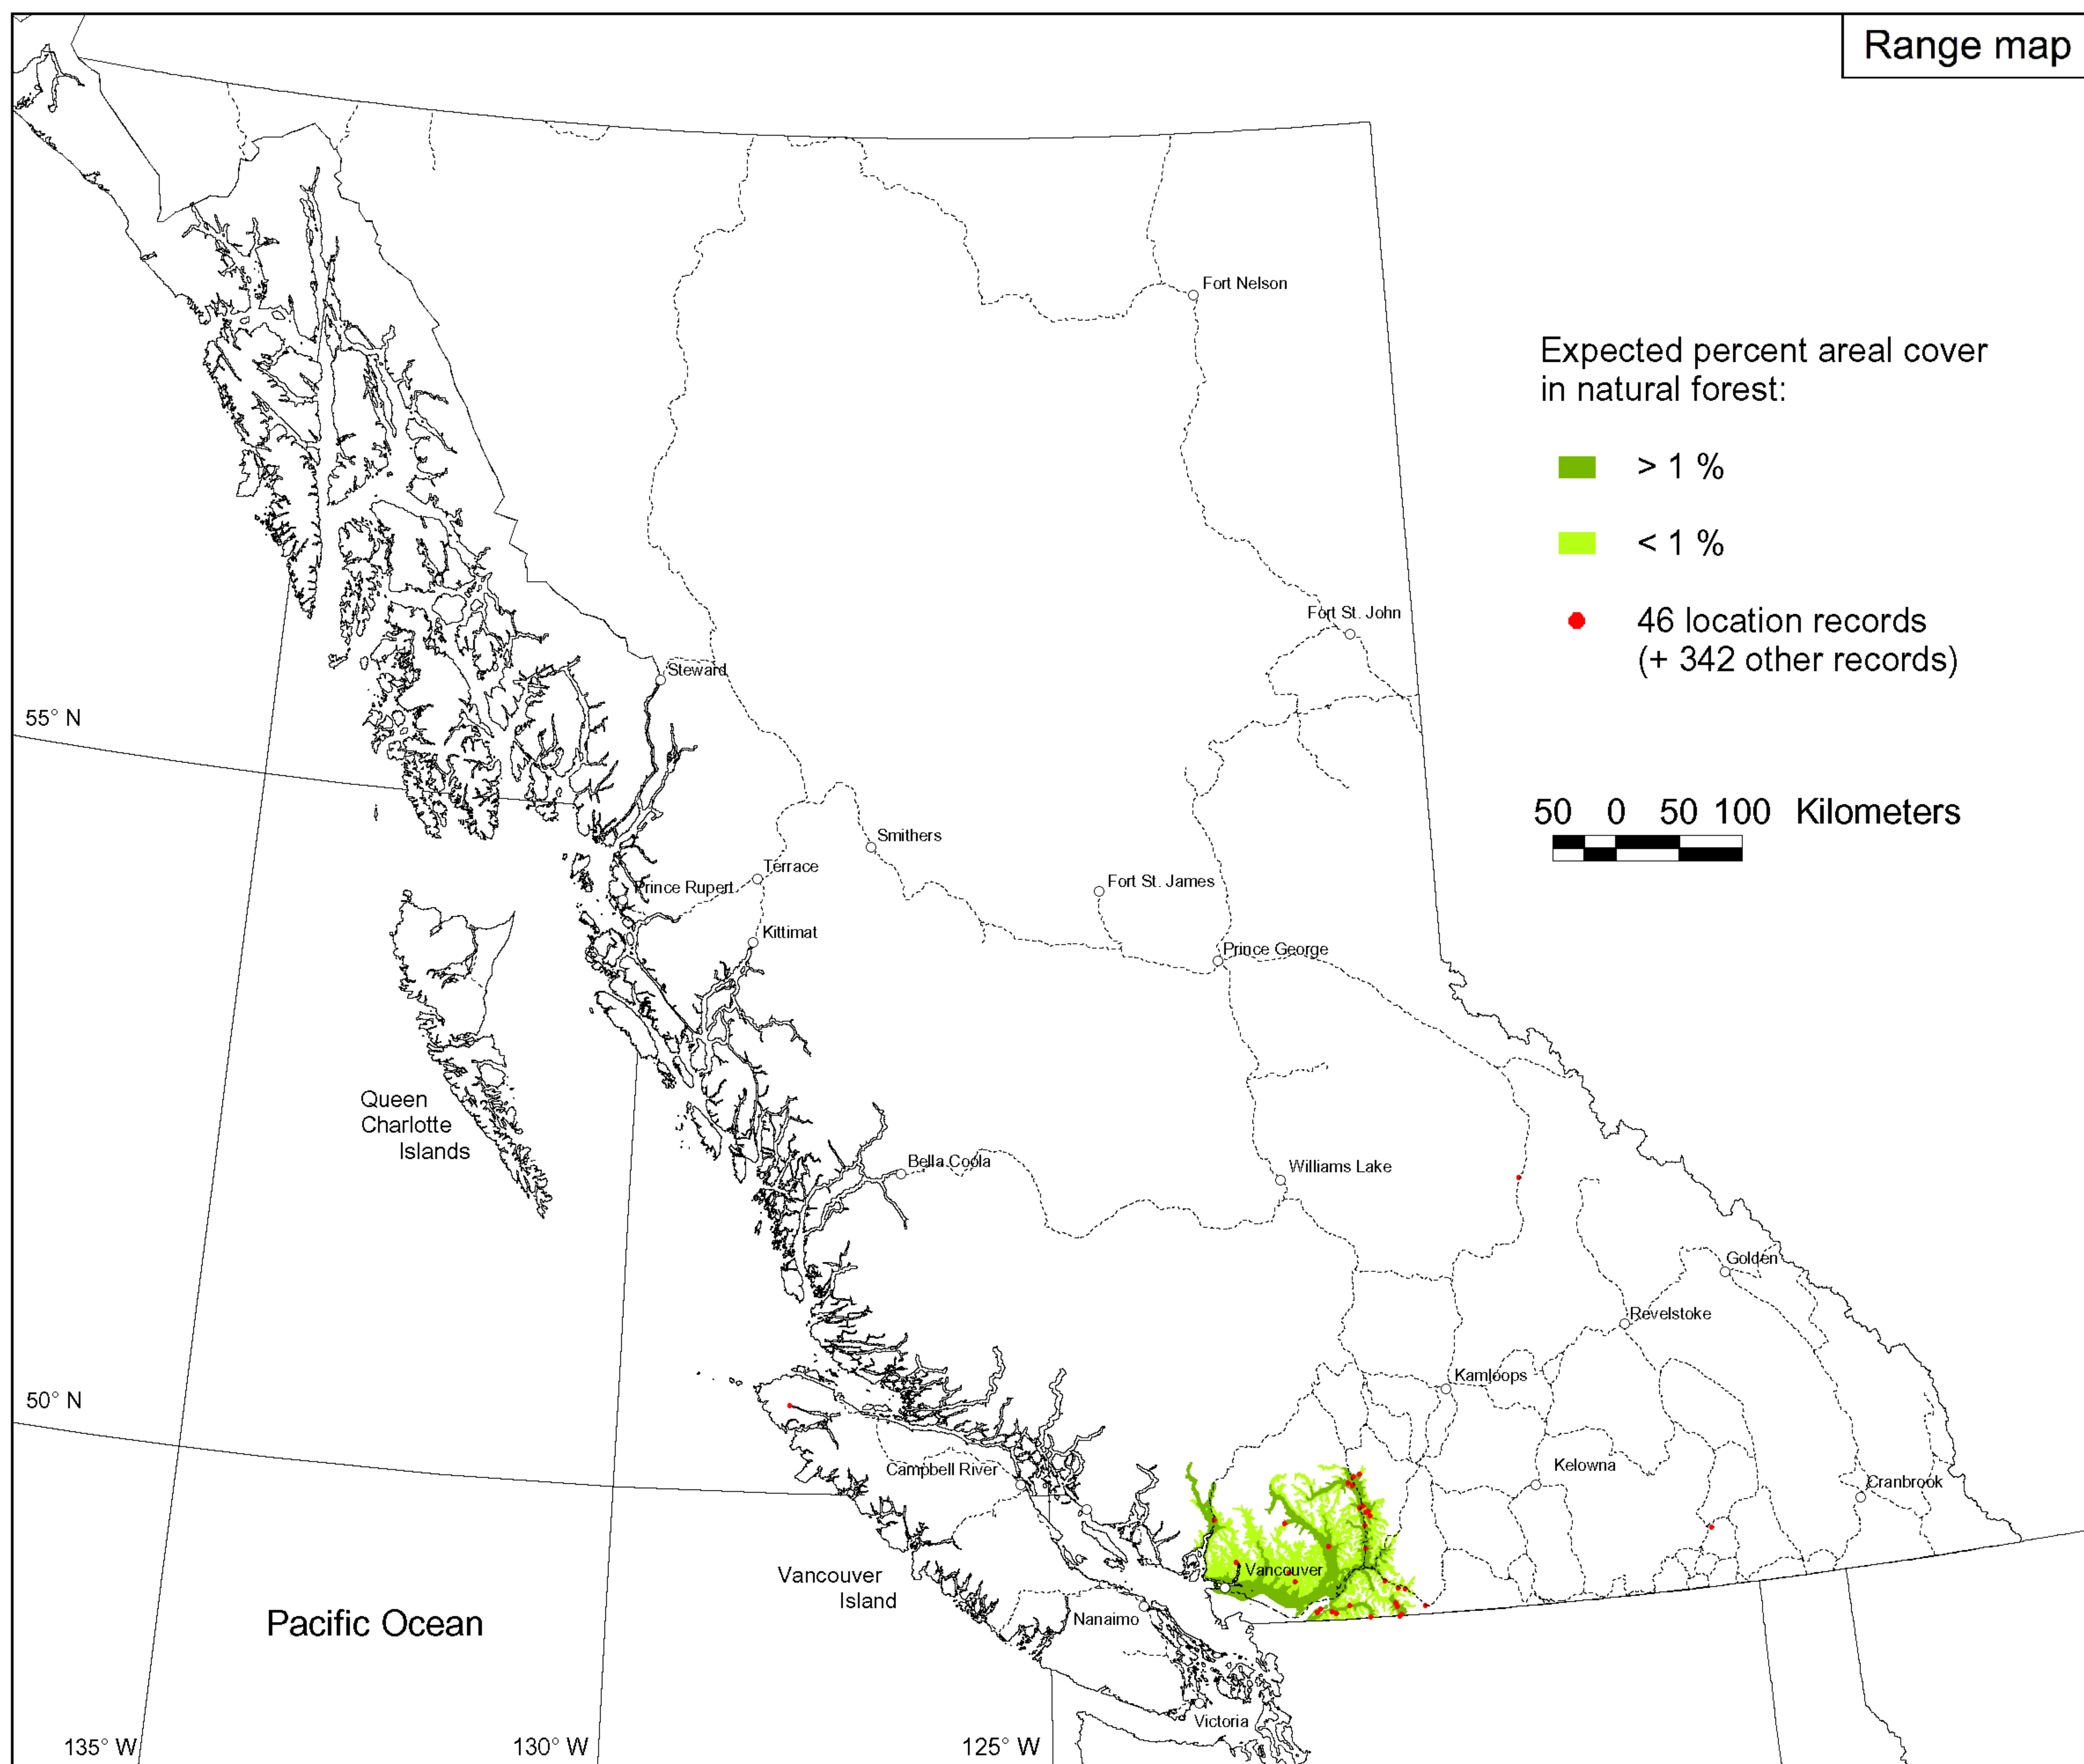 Range map
Fort Nelson
Expected percent areal cover
in natural forest:
> 1 %
< 1 %
Fort St. John
46 location records
(+ 342 other records)
Steward
55° N
50 0 50 100 Kilometers
Smithers
Terrace
Prince Rupert
Fort St. James
Kittimat
Prince George
Queen
Charlotte
Islands
Bella Coola
Williams Lake
Golden
Revelstoke
Kamloops
50° N
Campbell River
Kelowna
Cranbrook
Vancouver
Island
Vancouver
Pacific Ocean
Nanaimo
Victoria
135° W
130° W
125° W